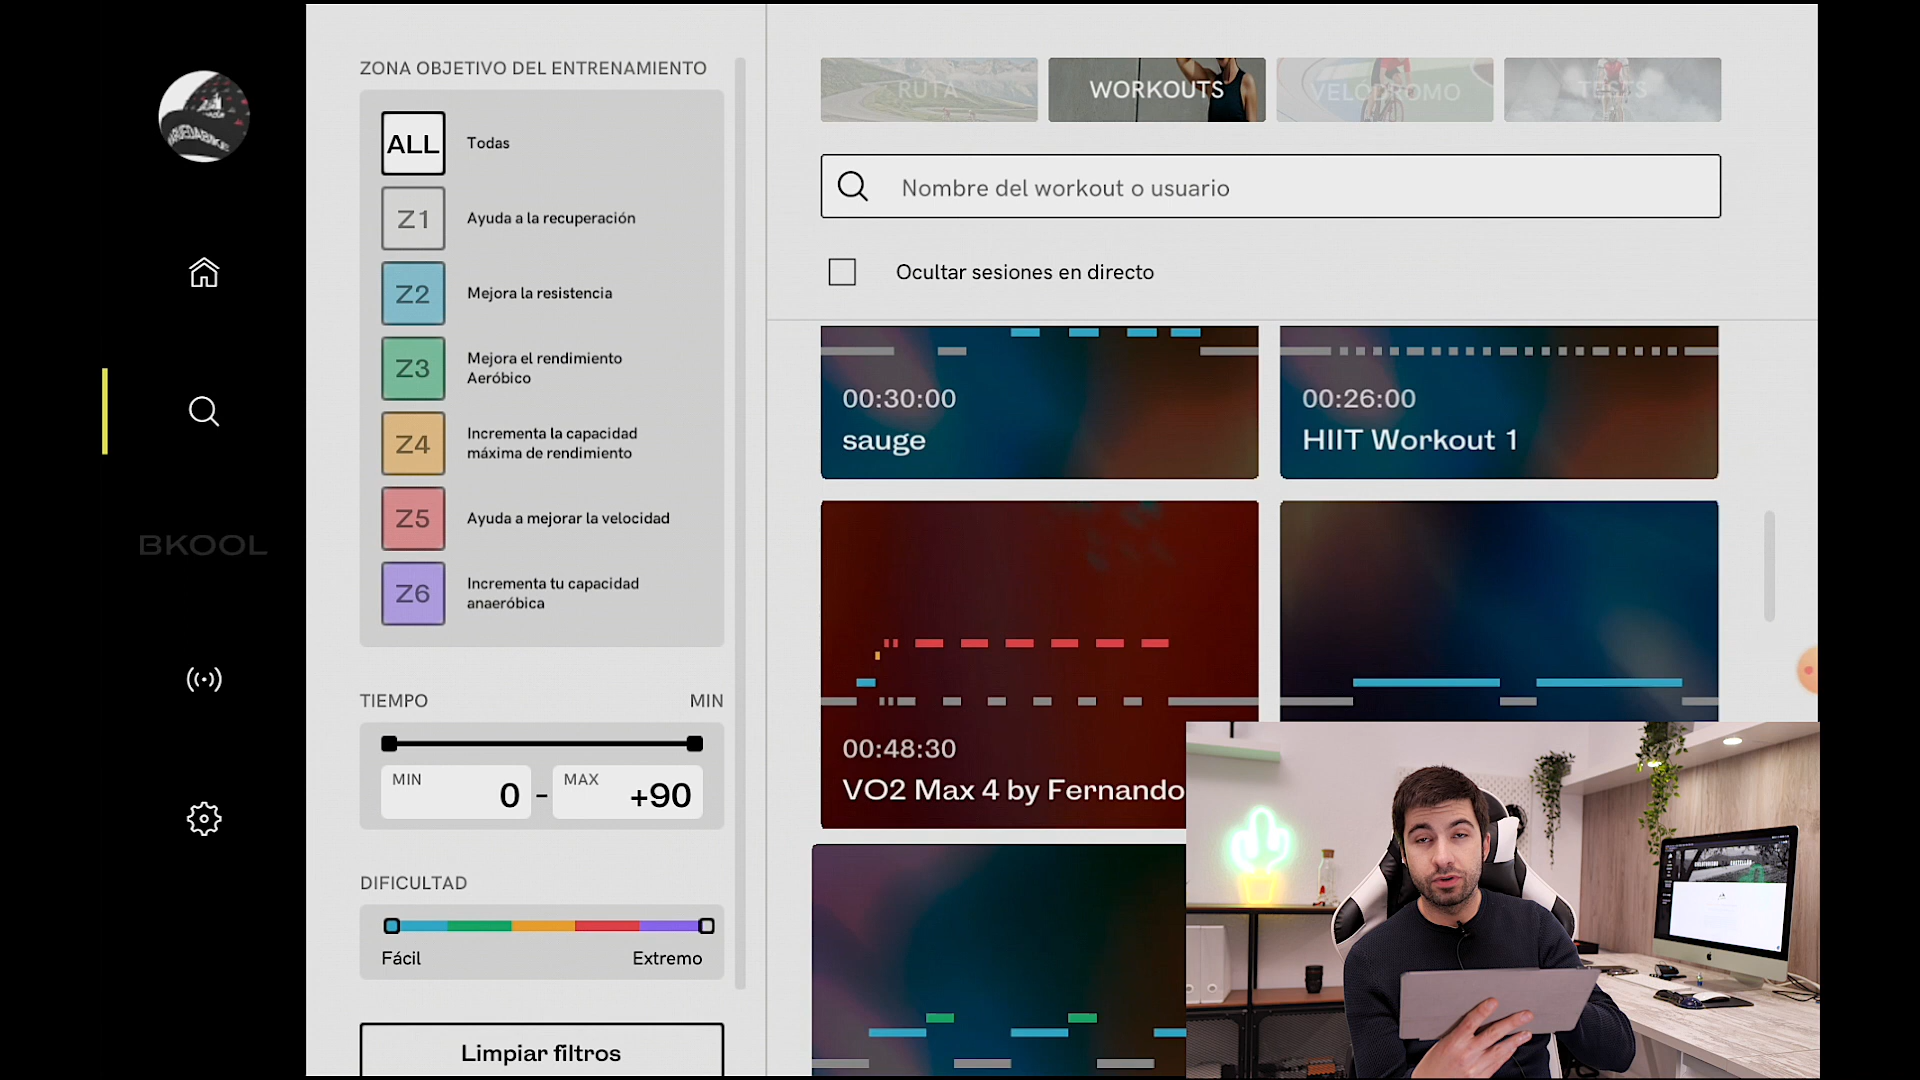 ZONA OBJETIVO DEL ENTRENAMIENTO
ALL
Todas
Z1
Ayuda a la recuperación
Z2
Mejora la resistencia
Z3
Mejora el rendimiento
Aeróbico
Z4
Incrementa la capacidad
máxima de rendimiento
Z5
Ayuda a mejorar la velocidad
Z6
Incrementa tu capacidad
anaeróbica
BKOOL
TIEMPO
MIN
MIN
0
-
MAX
+90
DIFICULTAD
Fácil
Extremo
Limpiar filtros
RUTA
WORKOUTS
VELODROMO
TESTS
Nombre del workout o usuario
Ocultar sesiones en directo
00:30:00
sauge
00:26:00
HIIT Workout 1
00:48:30
VO2 Max 4 by Fernando